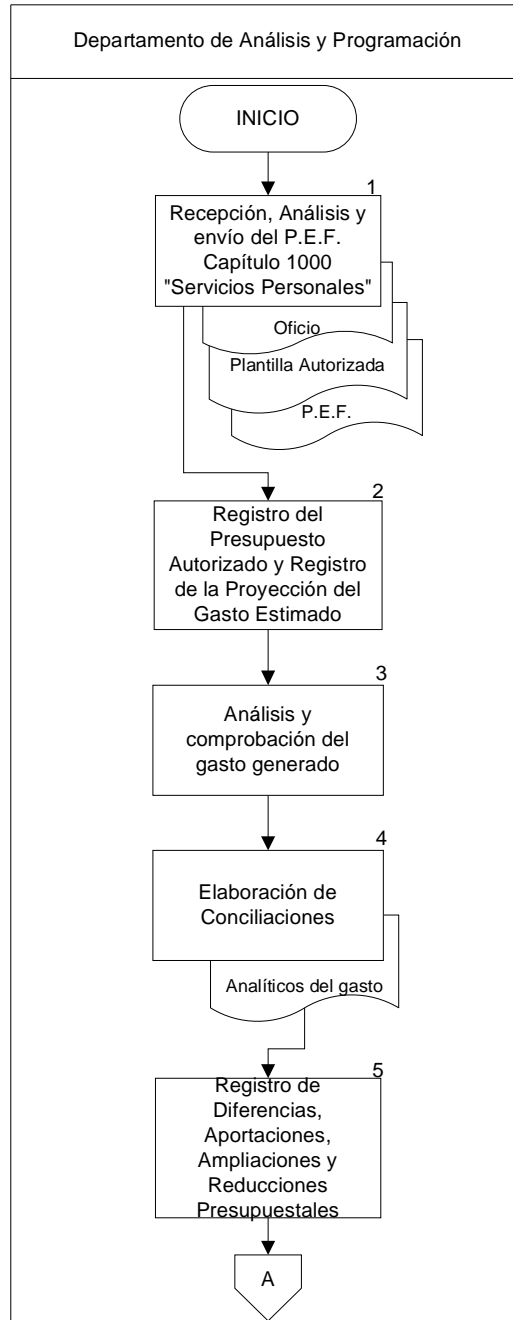 Departamento de Análisis y Programación
INICIO
1
Recepción, Análisis y
envío del P.E.F.
Capítulo 1000
"Servicios Personales"
Oficio
Plantilla Autorizada
P.E.F.
2
Registro del
Presupuesto
Autorizado y Registro
de la Proyección del
Gasto Estimado
3
Análisis y
comprobación del
gasto generado
4
Elaboración de
Conciliaciones
Analíticos del gasto
5
Registro de
Diferencias,
Aportaciones,
Ampliaciones y
Reducciones
Presupuestales
A